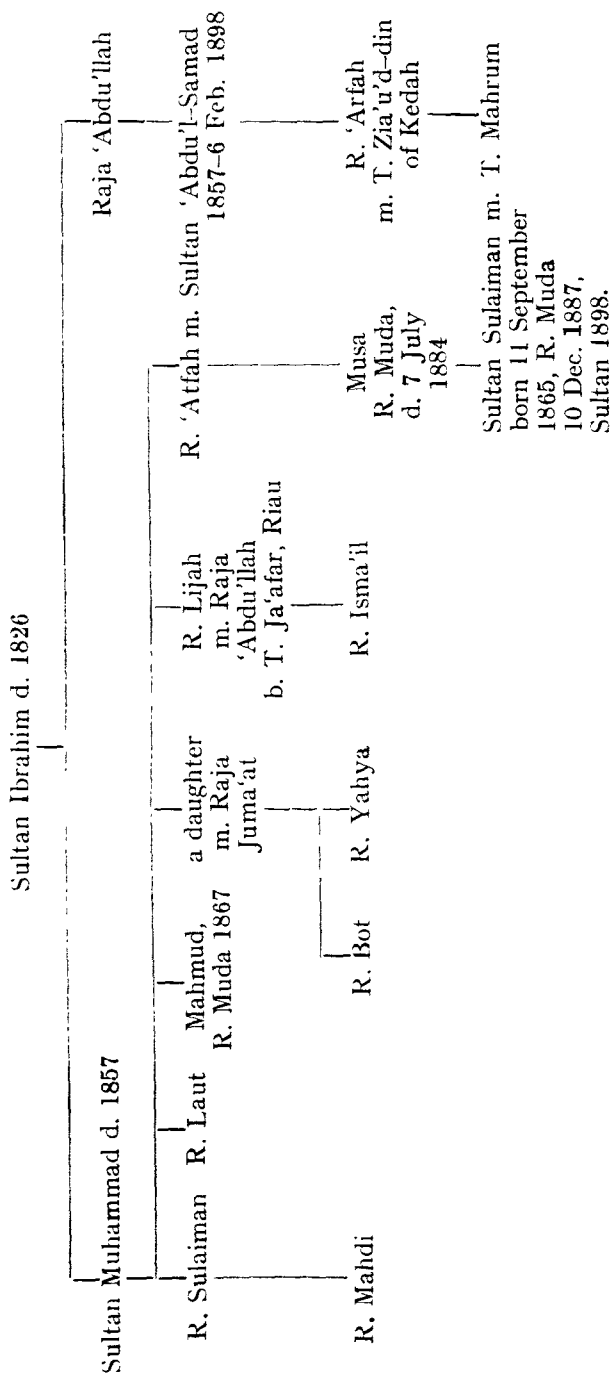 Sultan Ibrahim d. 1826
Sultan Muhammad d. 1857
Raja ‘Abdu'llah
R. Sulaiman
R. Laut
Mahmud,
R. Muda 1867
a daughter
m. Raja
Juma‘at
R. Lijah
m. Raja
‘Abdu'llah
b. T. Ja‘afar, Riau
R. ‘Atfah m. Sultan ‘Abdu'l-Samad
1857–6 Feb. 1898
R. Mahdi
R. Bot
R. Yahya
R. Isma‘il
Musa
R. Muda,
d. 7 July
1884
R. ‘Arfah
m. T. Zia'u'd-din
of Kedah
Sultan Sulaiman m. T. Mahrum
born 11 September
1865, R. Muda
10 Dec. 1887,
Sultan 1898.